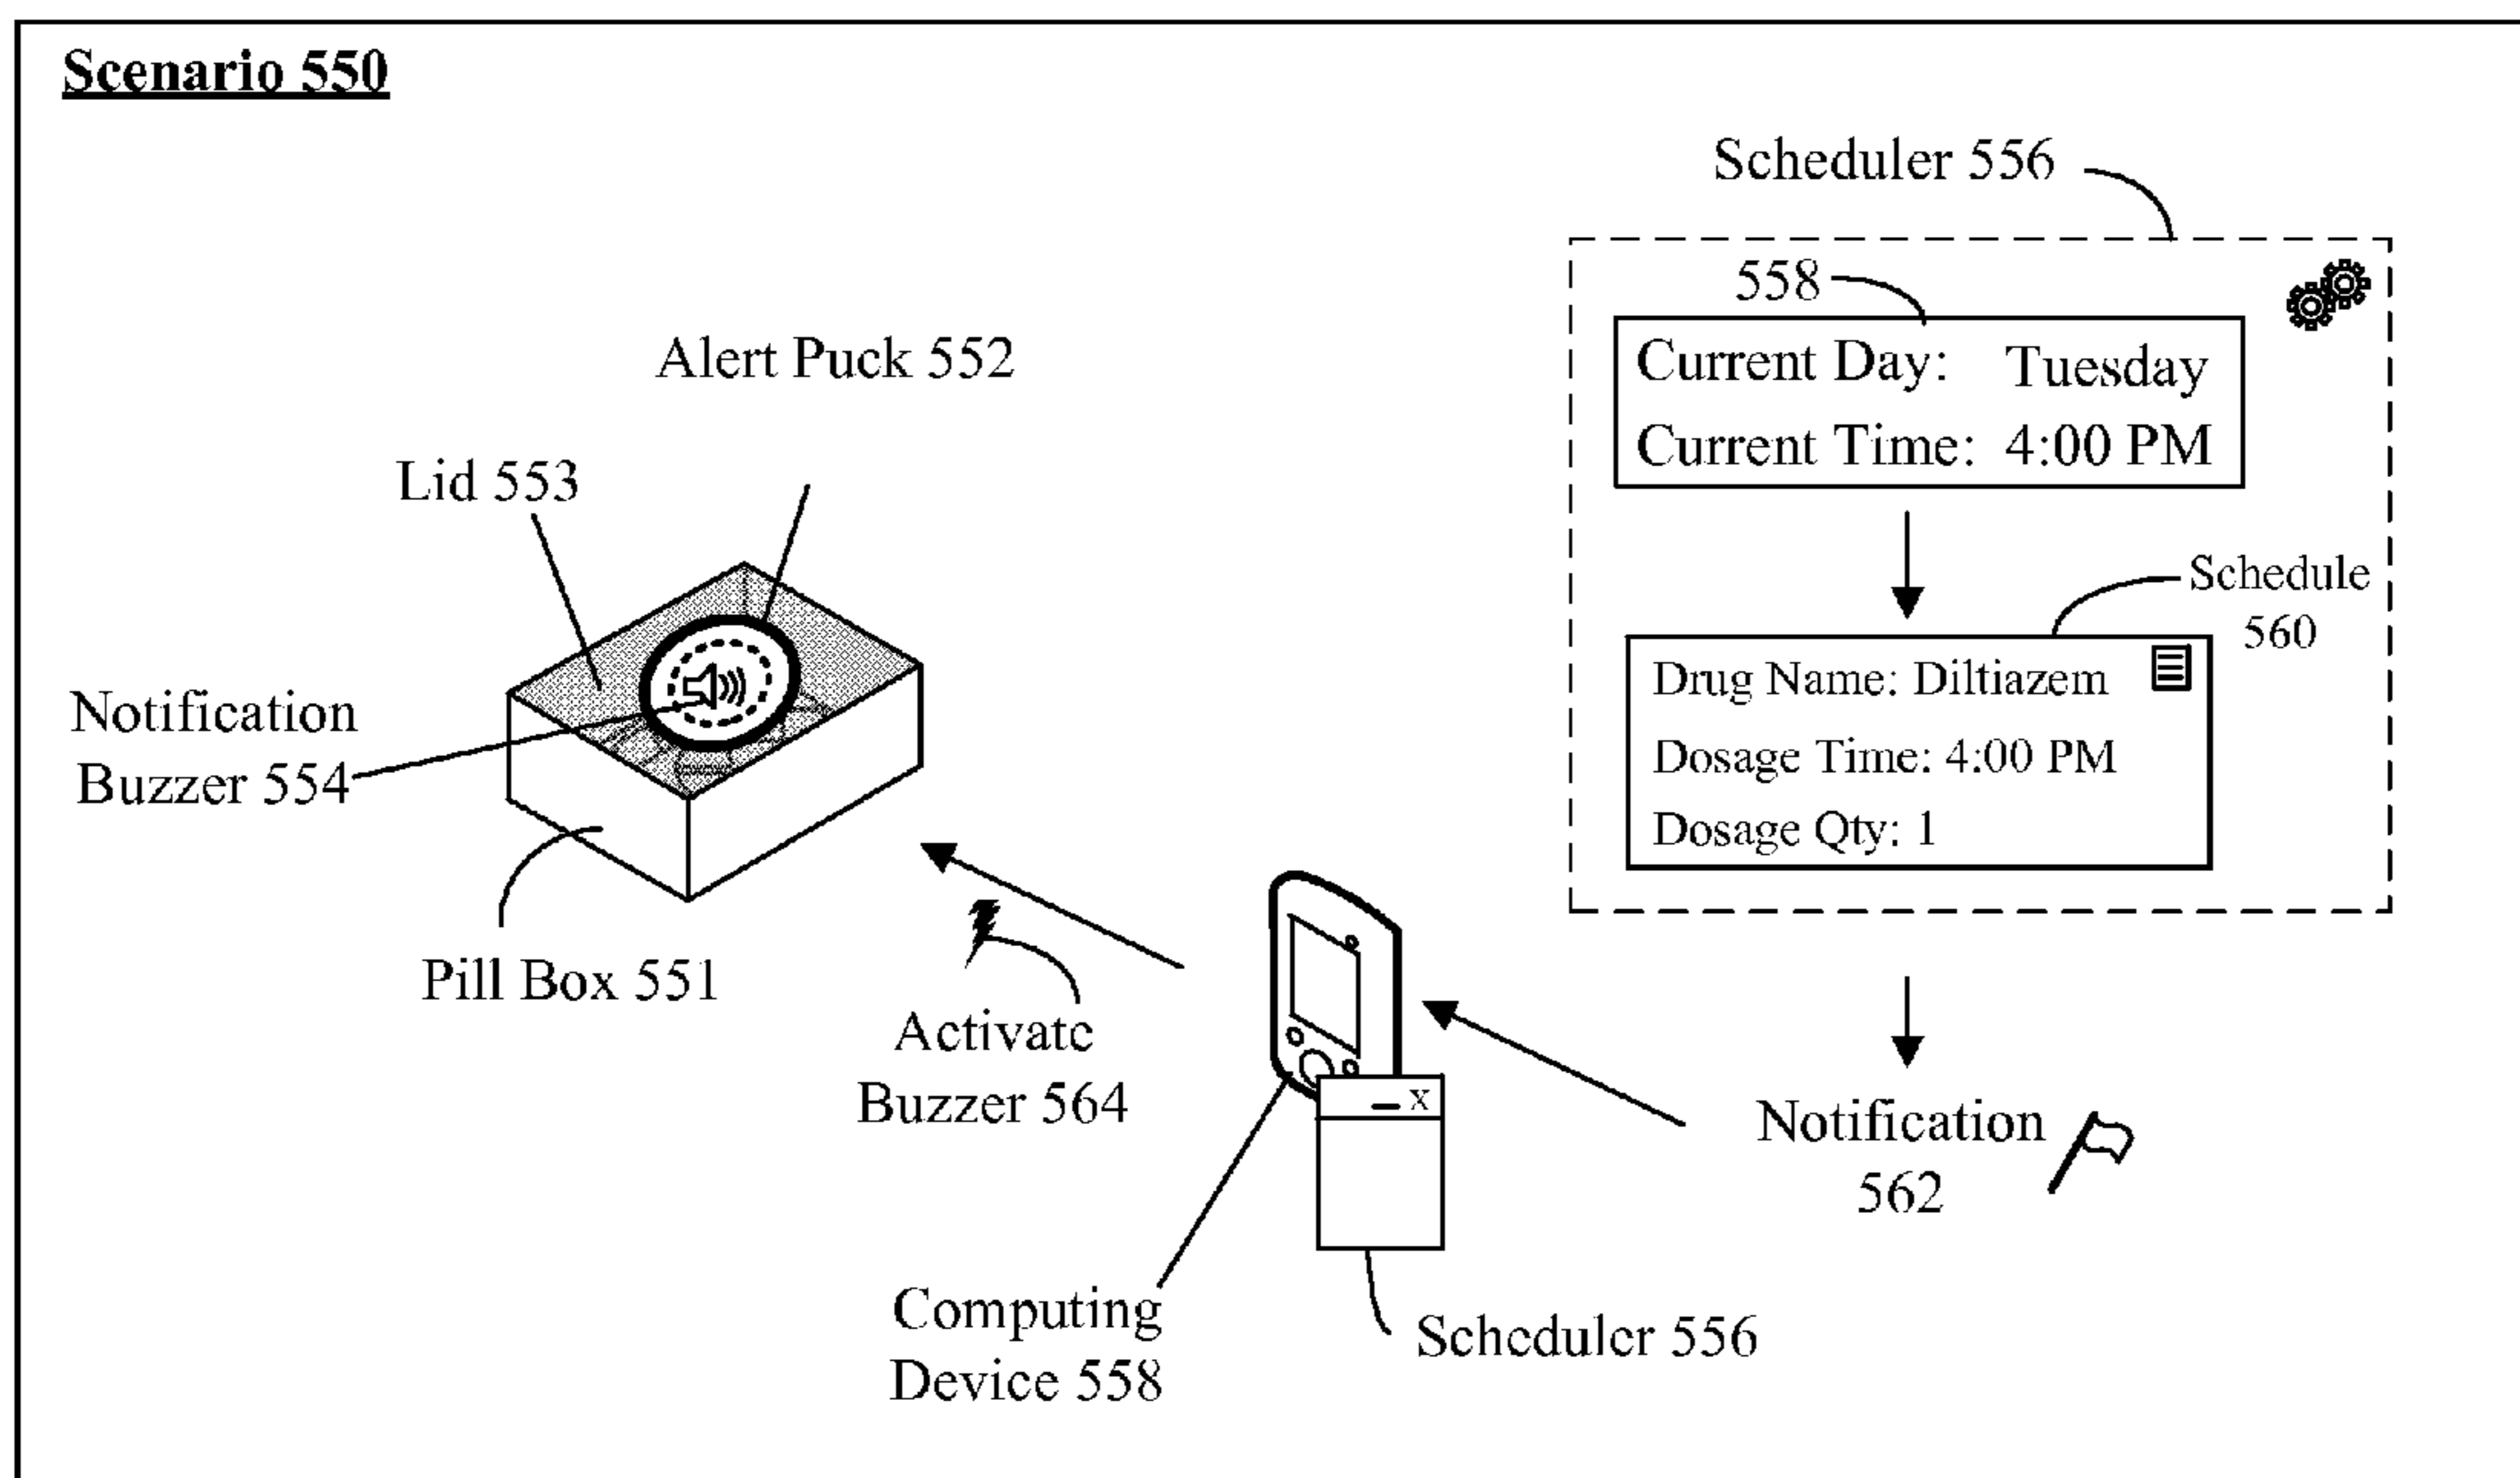 Scenario 550
Scheduler 556
558
Current Day: Tuesday
Current Time: 4:00 PM
Alert Puck 552
Lid 553
Schedule
560
Drug Name: Diltiazem
Dosage Time: 4:00 PM
Dosage Qty: 1
Notification
Buzzer 554
Pill Box 551
Activate
Buzzer 564
X
Notification
562
Computing
Device 558
Scheduler 556